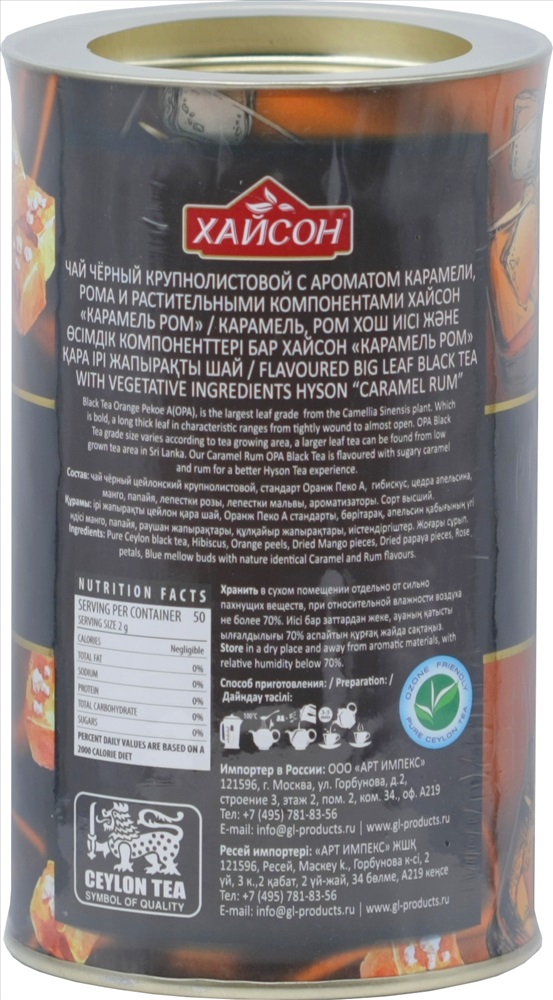 ХАЙСОН
ЧАЙ ЧЁРНЫЙ КРУПНОЛИСТОВОЙ С АРОМАТОМ КАРАМЕЛИ,
РОМА И РАСТИТЕЛЬНЫМИ КОМПОНЕНТАМИ ХАЙСОН
«КАРАМЕЛЬ РОМ» / КАРАМЕЛЬ, РОМ ХОШ ИІСІ ЖӘНЕ
ӨСІМДІК КОМПОНЕНТТЕРІ БАР ХАЙСОН «КАРАМЕЛЬ РОМ»
ҚАРА ІРІ ЖАПЫРАҚТЫ ШАЙ / FLAVOURED BIG LEAF BLACK TEA
WITH VEGETATIVE INGREDIENTS HYSON "CARAMEL RUM"
Black Tea Orange Pekoe A(OPA), is the largest leaf grade from the Camellia Sinensis plant. Which
is bold, a long thick leaf in characteristic ranges from tightly wound to almost open. OPA Black
Tea grade size varies according to tea growing area, a larger leaf tea can be found from low
grown tea area in Sri Lanka. Our Caramel Rum OPA Black Tea is flavoured with sugary caramel
and rum for a better Hyson Tea experience.
Состав: чай чёрный цейлонский крупнолистовой, стандарт Оранж Пеко А, гибискус, цедра апельсина,
манго, папайя, лепестки розы, лепестки мальвы, ароматизаторы. Сорт высший.
Құрамы: ірі жапырақты цейлон қара шай, Оранж Пеко А стандарты, бөрітарақ, апельсин қабығының үгі
ндісі манго, папайя, раушан жапырақтары, құлқайыр жапырақтары, иістендіргіштер. Жоғары сұрып.
Ingredients: Pure Ceylon black tea, Hibiscus, Orange peels, Dried Mango pieces, Dried papaya pieces, Rose
petals, Blue mellow buds with nature identical Caramel and Rum flavours.
NUTRITION FACTS
SERVING PER CONTAINER 50
SERVING SIZE 2 g
CALORIES Negligible
TOTAL FAT 0%
SODIUM 0%
PROTEIN 0%
TOTAL CARBOHYDRATE 0%
SUGARS 0%
PERCENT DAILY VALUES ARE BASED ON A
2000 CALORIE DIET
Хранить в сухом помещении отдельно от сильно
пахнущих веществ, при относительной влажности воздуха
не более 70%. Иісі бар заттардан жеке, ауаның қатысты
ылғалдылығы 70% аспайтын құрғақ жайда сақтаңыз.
Store in a dry place and away from aromatic materials, with
relative humidity below 70%.
Способ приготовления: / Preparation: /
Дайындау тәсілі:
100°C
OZONE FRIENDLY
PURE CEYLON TEA
CEYLON TEA
SYMBOL OF QUALITY
Импортер в России: ООО «АРТ ИМПЕКС»
121596, г. Москва, ул. Горбунова, д.2,
строение 3, этаж 2, пом. 2, ком. 34., оф. А219
Тел: +7 (495) 781-83-56
E-mail: info@gl-products.ru | www.gl-products.ru
Ресей импортері: «АРТ ИМПЕКС» ЖШҚ
121596, Ресей, Мәскеу к., Горбунова к-сі, 2
үй, 3 к.,2 қабат, 2 үй-жай, 34 бөлме, А219 кеңсе
Тел: +7 (495) 781-83-56
E-mail: info@gl-products.ru | www.gl-products.ru